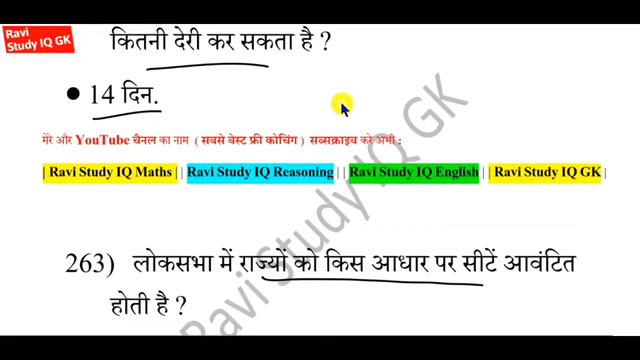 Ravi
Study IQ GK
कितनी देरी कर सकता है ?
• 14 दिन.
मेरे और YouTube चैनल का नाम ( सबसे बेस्ट फ्री कोचिंग ) सब्सक्राइब करे अभी :
| Ravi Study IQ Maths | | Ravi Study IQ Reasoning | | Ravi Study IQ English | | Ravi Study IQ GK |
263) लोकसभा में राज्यों को किस आधार पर सीटें आवंटित
होती है ?
Ravi Study IQ GK